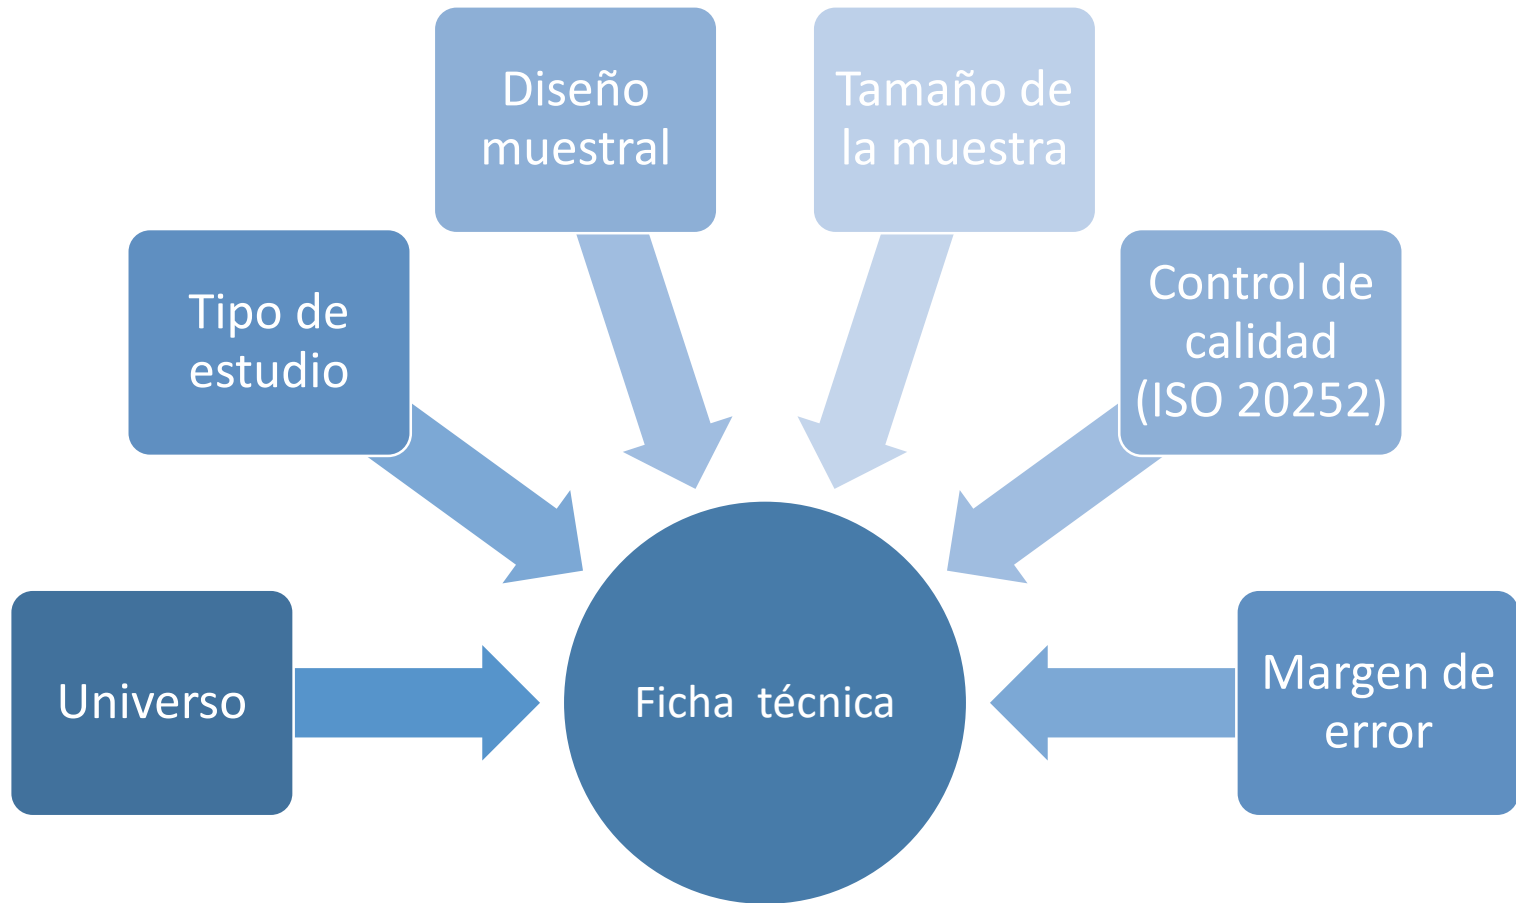 Diseño
muestral
Tamaño de
la muestra
Tipo de
estudio
Control de
calidad
(ISO 20252)
Universo
Ficha técnica
Margen de
error